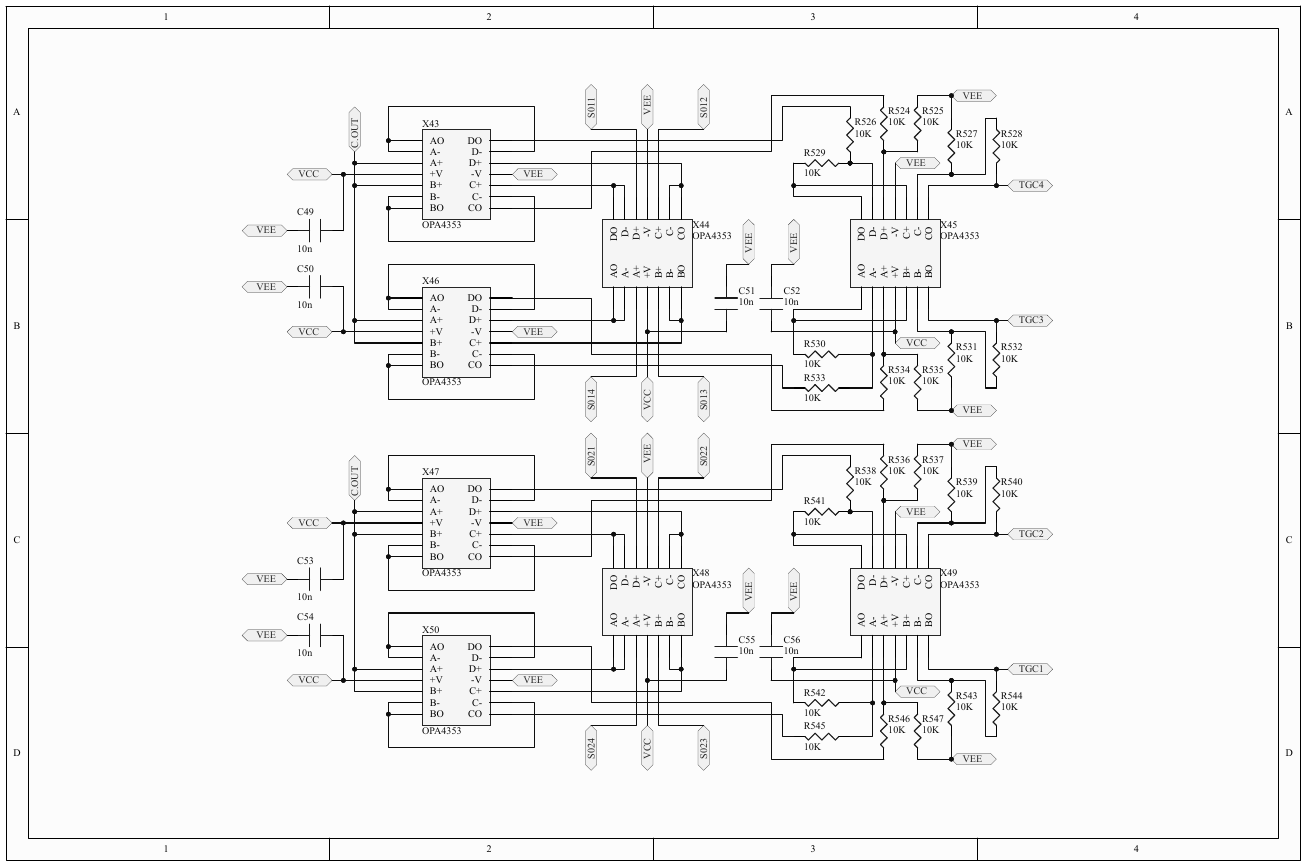 1 2 3 4
A A
B B
C C
D D
1 2 3 4
C.OUT
X43
AO DO
A- D-
A+ D+
+V -V
B+ C+
B- C-
BO CO
OPA4353
VCC
VEE
VEE
C49
10n
S011 VEE S012
X44
OPA4353
DO D- D+ -V C+ C- CO
AO A- A+ +V B+ B- BO
R524
10K
R525
10K
R526
10K
R527
10K
R528
10K
R529
10K
VEE
VEE
TGC4
X45
OPA4353
DO D- D+ -V C+ C- CO
AO A- A+ +V B+ B- BO
VEE
C50
10n
VCC
X46
AO DO
A- D-
A+ D+
+V -V
B+ C+
B- C-
BO CO
OPA4353
VEE
VEE
C51
10n
VEE
C52
10n
S014 VCC S013
TGC3
VCC
R530
10K
R531
10K
R532
10K
R533
10K
R534
10K
R535
10K
VEE
C.OUT
X47
AO DO
A- D-
A+ D+
+V -V
B+ C+
B- C-
BO CO
OPA4353
VCC
VEE
VEE
C53
10n
S021 VEE S022
X48
OPA4353
DO D- D+ -V C+ C- CO
AO A- A+ +V B+ B- BO
R536
10K
R537
10K
R538
10K
R539
10K
R540
10K
R541
10K
VEE
VEE
TGC2
X49
OPA4353
DO D- D+ -V C+ C- CO
AO A- A+ +V B+ B- BO
VEE
C54
10n
VCC
X50
AO DO
A- D-
A+ D+
+V -V
B+ C+
B- C-
BO CO
OPA4353
VEE
VEE
C55
10n
VEE
C56
10n
S024 VCC S023
TGC1
VCC
R542
10K
R543
10K
R544
10K
R545
10K
R546
10K
R547
10K
VEE